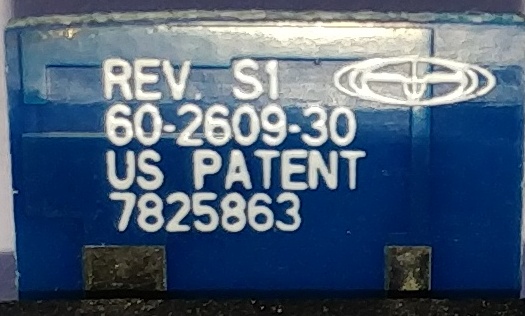 REV. S1
60-2609-30
US PATENT
7825863